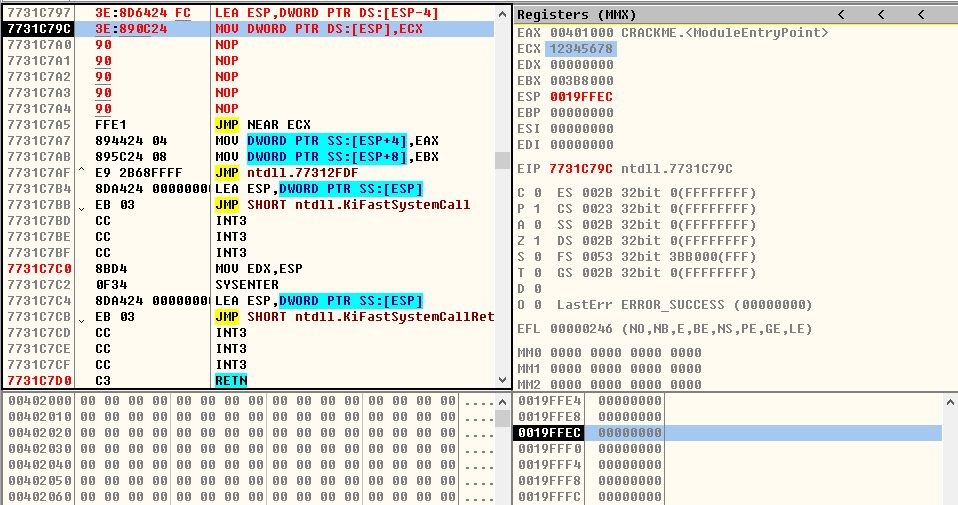 7731C797 3E:8D6424 FC LEA ESP,DWORD PTR DS:[ESP-4]
7731C79C 3E:890C24 MOV DWORD PTR DS:[ESP],ECX
7731C7A0 90 NOP
7731C7A1 90 NOP
7731C7A2 90 NOP
7731C7A3 90 NOP
7731C7A4 90 NOP
7731C7A5 FFE1 JMP NEAR ECX
7731C7A7 894424 04 MOV DWORD PTR SS:[ESP+4],EAX
7731C7AB 895C24 08 MOV DWORD PTR SS:[ESP+8],EBX
7731C7AF ^ E9 2B68FFFF JMP ntdll.77312FDF
7731C7B4 8DA424 0000000 LEA ESP,DWORD PTR SS:[ESP]
7731C7BB EB 03 JMP SHORT ntdll.KiFastSystemCall
7731C7BD CC INT3
7731C7BE CC INT3
7731C7BF CC INT3
7731C7C0 8BD4 MOV EDX,ESP
7731C7C2 0F34 SYSENTER
7731C7C4 8DA424 0000000 LEA ESP,DWORD PTR SS:[ESP]
7731C7CB EB 03 JMP SHORT ntdll.KiFastSystemCallRet
7731C7CD CC INT3
7731C7CE CC INT3
7731C7CF CC INT3
7731C7D0 C3 RETN
Registers (MMX) < < <
EAX 00401000 CRACKME.<ModuleEntryPoint>
ECX 12345678
EDX 00000000
EBX 003B8000
ESP 0019FFEC
EBP 00000000
ESI 00000000
EDI 00000000
EIP 7731C79C ntdll.7731C79C
C 0 ES 002B 32bit 0(FFFFFFFF)
P 1 CS 0023 32bit 0(FFFFFFFF)
A 0 SS 002B 32bit 0(FFFFFFFF)
Z 1 DS 002B 32bit 0(FFFFFFFF)
S 0 FS 0053 32bit 3BB000(FFF)
T 0 GS 002B 32bit 0(FFFFFFFF)
D 0
O 0 LastErr ERROR_SUCCESS (00000000)
EFL 00000246 (NO,NB,E,BE,NS,PE,GE,LE)
MM0 0000 0000 0000 0000
MM1 0000 0000 0000 0000
MM2 0000 0000 0000 0000
00402000 00 00 00 00 00 00 00 00 00 00 00 00 00 00 00 00 ....
00402010 00 00 00 00 00 00 00 00 00 00 00 00 00 00 00 00 ....
00402020 00 00 00 00 00 00 00 00 00 00 00 00 00 00 00 00 ....
00402030 00 00 00 00 00 00 00 00 00 00 00 00 00 00 00 00 ....
00402040 00 00 00 00 00 00 00 00 00 00 00 00 00 00 00 00 ....
00402050 00 00 00 00 00 00 00 00 00 00 00 00 00 00 00 00 ....
00402060 00 00 00 00 00 00 00 00 00 00 00 00 00 00 00 00 ....
0019FFE4 00000000
0019FFE8 00000000
0019FFEC 00000000
0019FFF0 00000000
0019FFF4 00000000
0019FFF8 00000000
0019FFFC 00000000